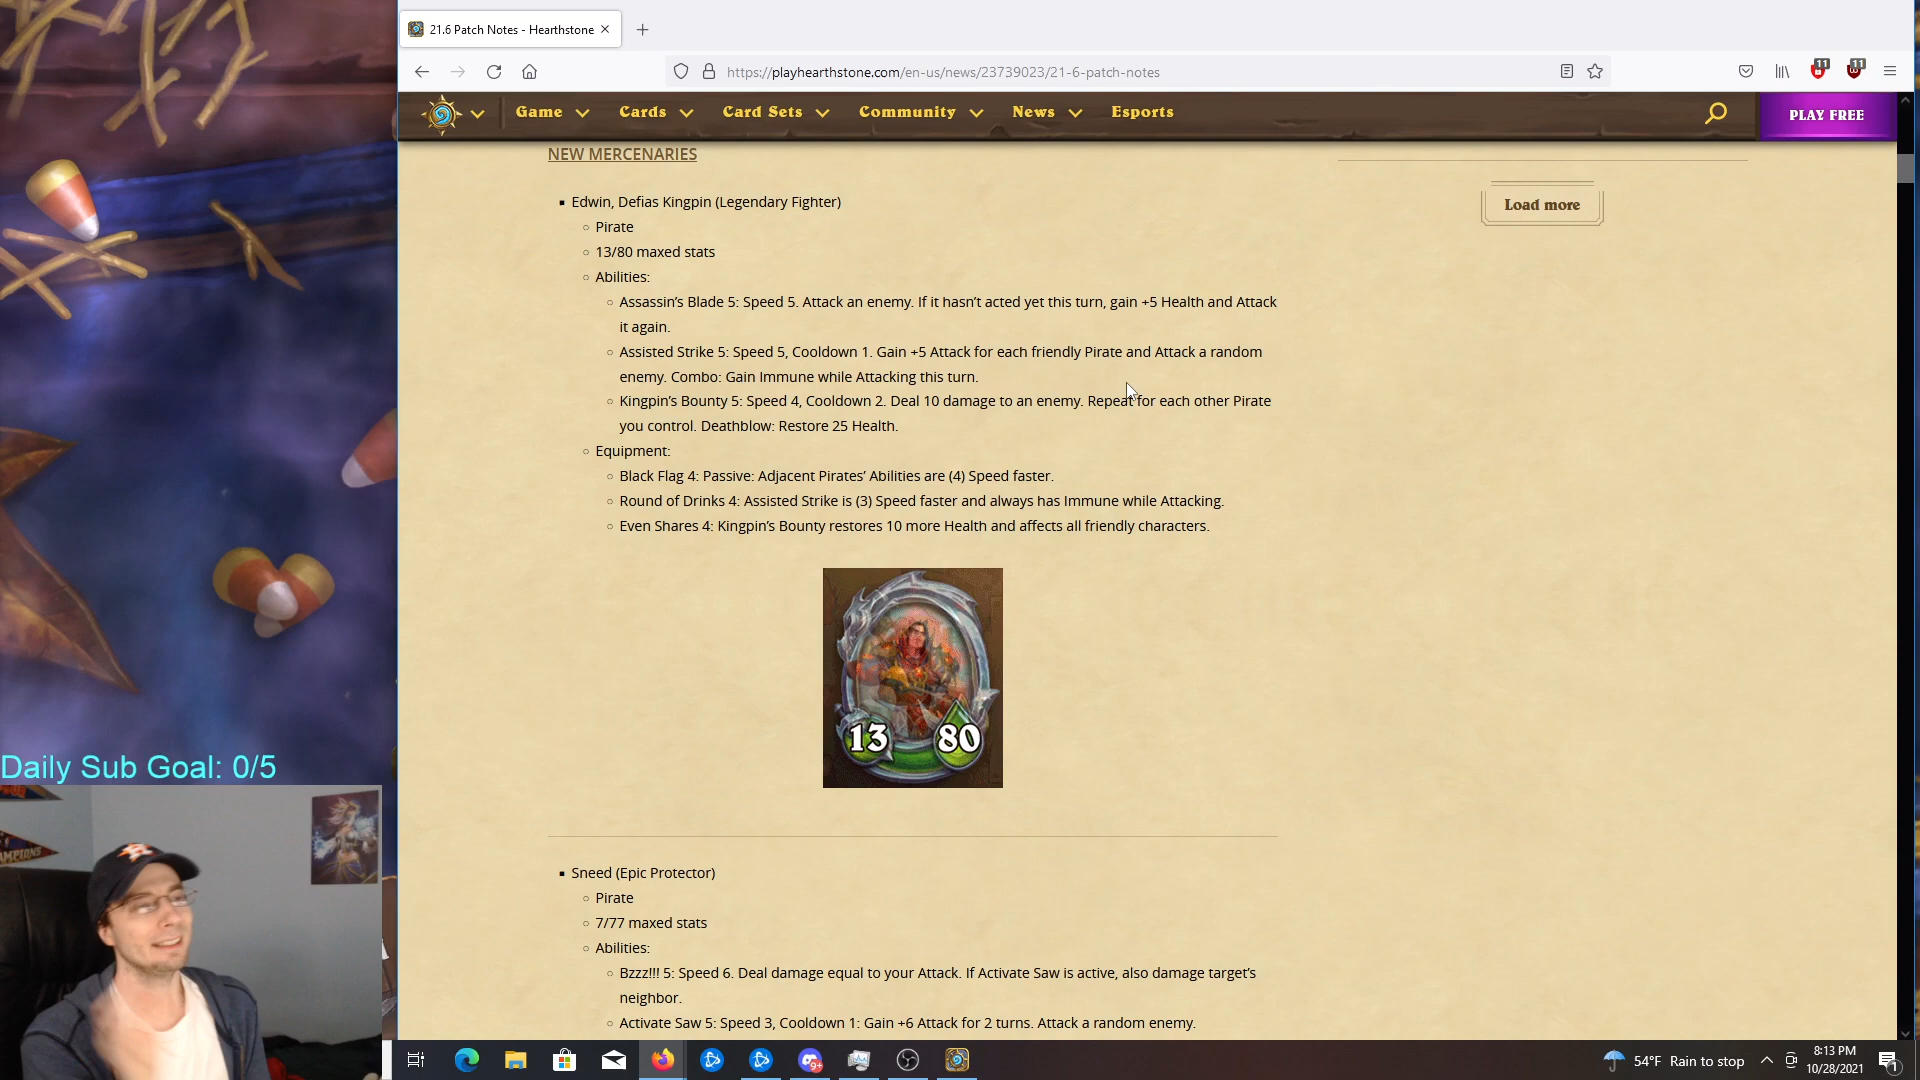 21.6 Patch Notes - Hearthstone
https://playhearthstone.com/en-us/news/23739023/21-6-patch-notes
11
11
Game
Cards
Card Sets
Community
News
Esports
PLAY FREE
NEW MERCENARIES
Load more
▪ Edwin, Defias Kingpin (Legendary Fighter)
○ Pirate
○ 13/80 maxed stats
○ Abilities:
○ Assassin’s Blade 5: Speed 5. Attack an enemy. If it hasn’t acted yet this turn, gain +5 Health and Attack
it again.
○ Assisted Strike 5: Speed 5, Cooldown 1. Gain +5 Attack for each friendly Pirate and Attack a random
enemy. Combo: Gain Immune while Attacking this turn.
○ Kingpin’s Bounty 5: Speed 4, Cooldown 2. Deal 10 damage to an enemy. Repeat for each other Pirate
you control. Deathblow: Restore 25 Health.
○ Equipment:
○ Black Flag 4: Passive: Adjacent Pirates’ Abilities are (4) Speed faster.
○ Round of Drinks 4: Assisted Strike is (3) Speed faster and always has Immune while Attacking.
○ Even Shares 4: Kingpin’s Bounty restores 10 more Health and affects all friendly characters.
13 80
▪ Sneed (Epic Protector)
○ Pirate
○ 7/77 maxed stats
○ Abilities:
○ Bzzz!!! 5: Speed 6. Deal damage equal to your Attack. If Activate Saw is active, also damage target’s
neighbor.
○ Activate Saw 5: Speed 3, Cooldown 1: Gain +6 Attack for 2 turns. Attack a random enemy.
Daily Sub Goal: 0/5
9+
54°F Rain to stop
8:13 PM
10/28/2021
1